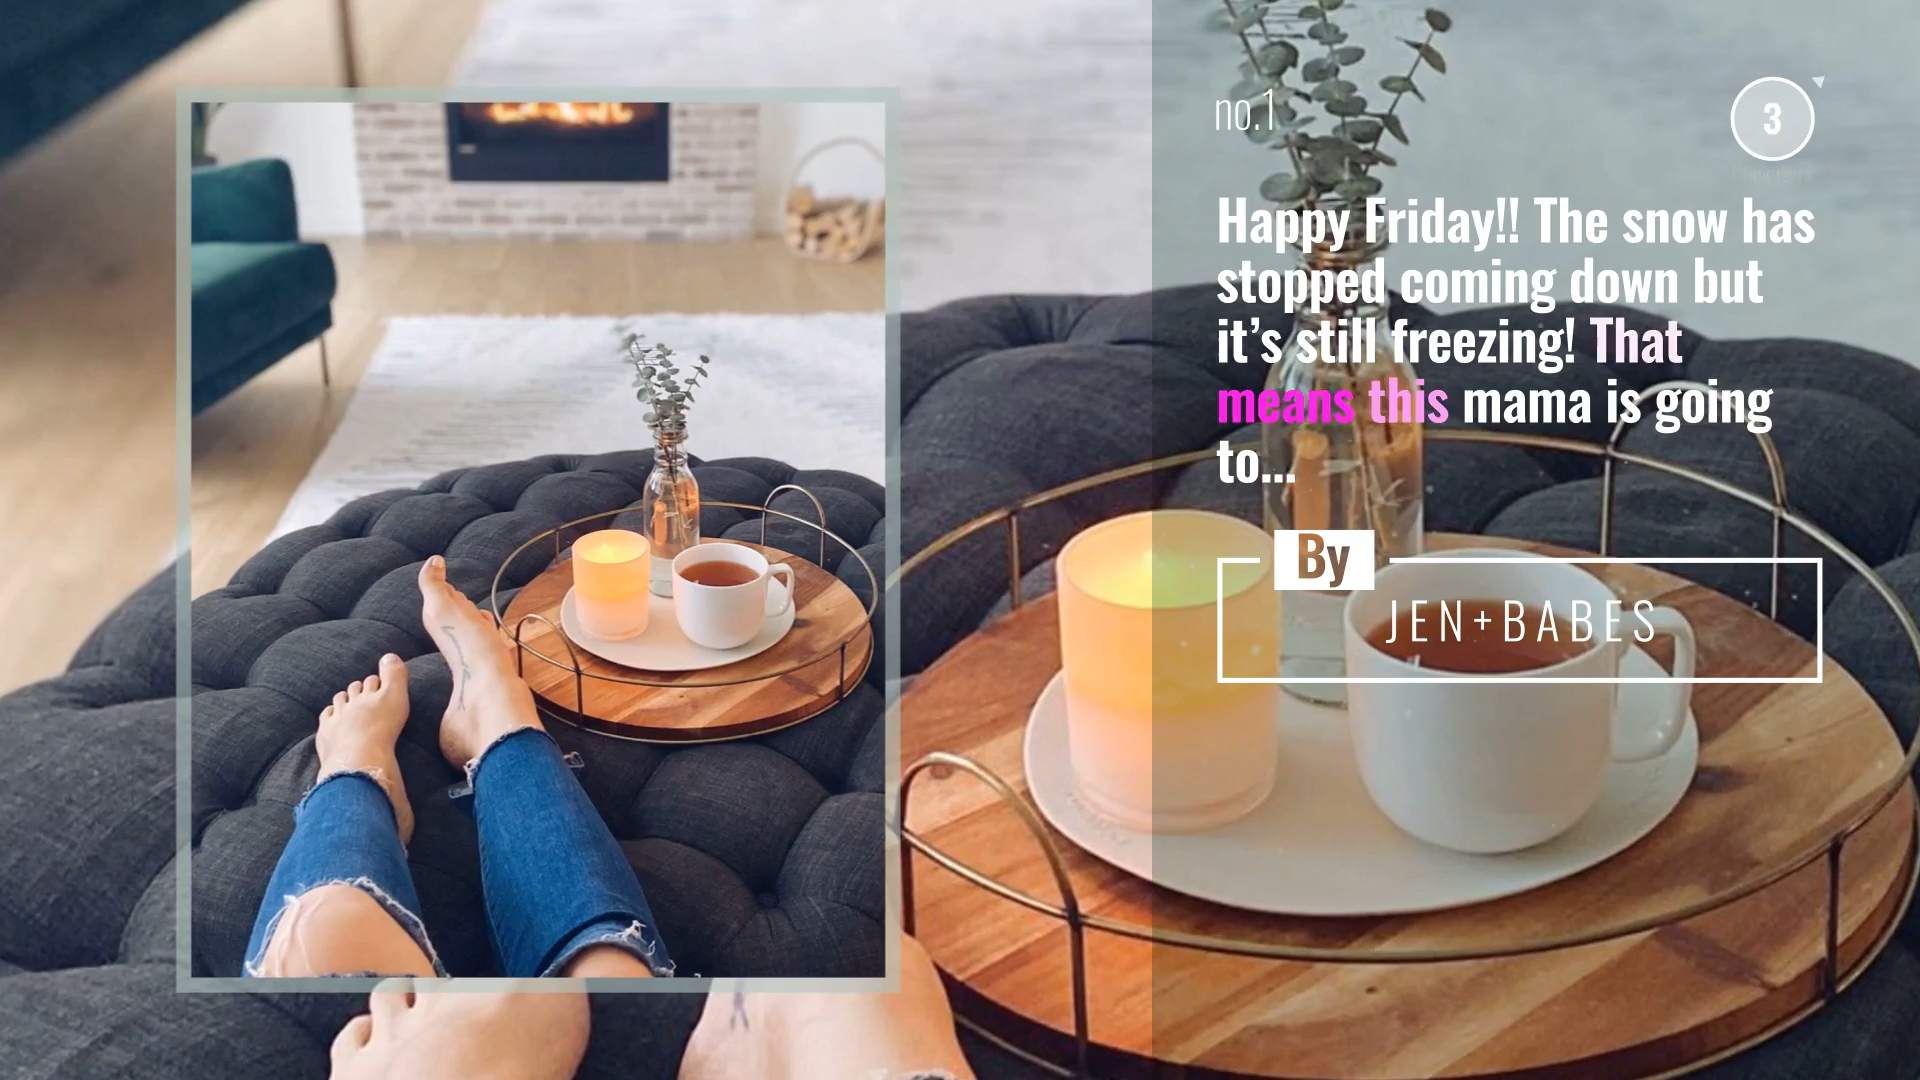 no.1
3
Happy Friday!! The snow has
stopped coming down but
it’s still freezing! That
means this mama is going
to...
By
JEN+BABES